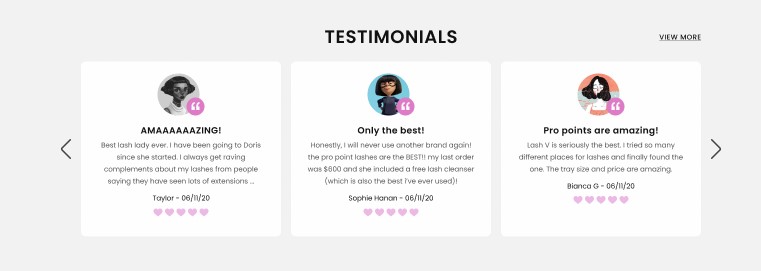 TESTIMONIALS
VIEW MORE
AMAAAAAAZING!
Best lash lady ever. I have been going to Doris
since she started. I always get raving
complements about my lashes from people
saying they have seen lots of extensions ...
Taylor - 06/11/20
Only the best!
Honestly, I will never use another brand again!
the pro point lashes are the BEST!! my last order
was $600 and she included a free lash cleanser
(which is also the best I've ever used)!
Sophie Hanan - 06/11/20
Pro points are amazing!
Lash V is seriously the best. I tried so many
different places for lashes and finally found the
one. The tray size and price are amazing.
Bianca G - 06/11/20